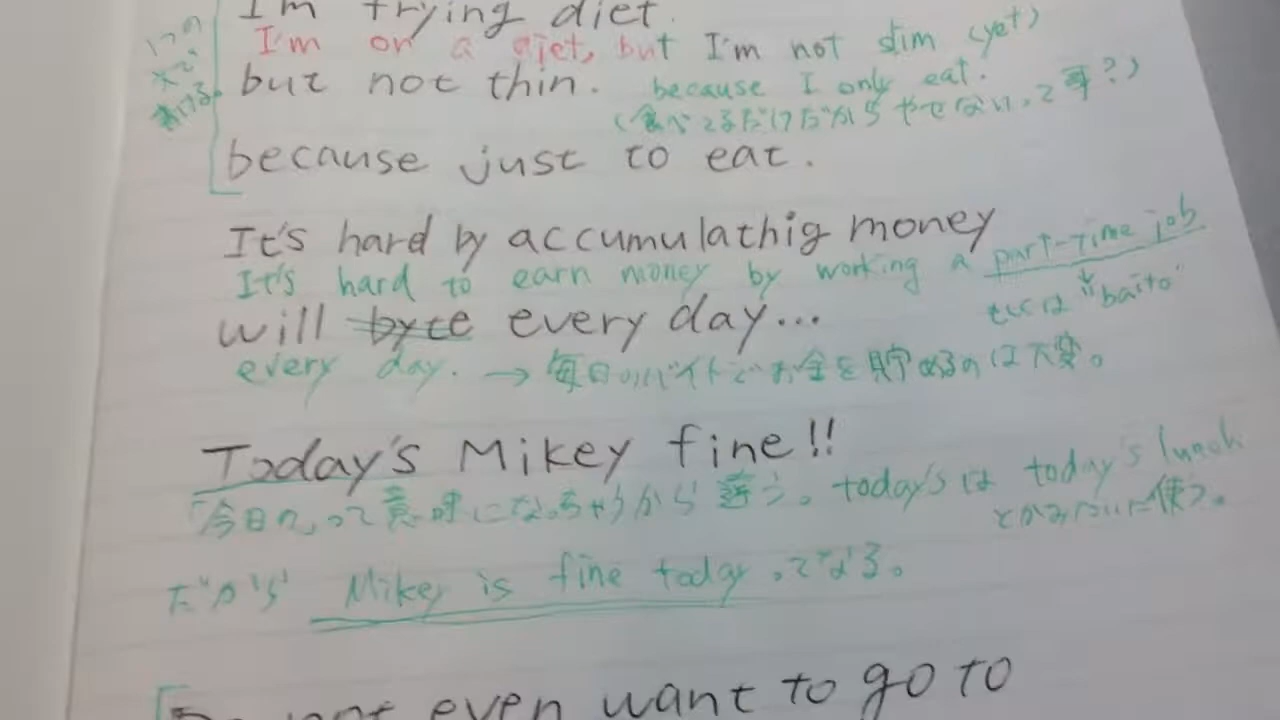 I'm trying diet.
I'm on a diet, but I'm not slim (yet)
but not thin. because I only eat.
(食べてるだけだから やせない、って事?)
1つの
文で
書ける。
because just to eat.
It's hard by accumulathig money
It's hard to earn money by working a part-time job
will byte every day...
もしくは "baito"
every day. → 毎日のバイトでお金を貯めるのは大変。
Today's Mikey fine!!
「今日の」って意味になっちゃうから 違う。 today's は today's lunch
とかみたいに使う。
だから Mikey is fine today. ってなる。
not even want to go to